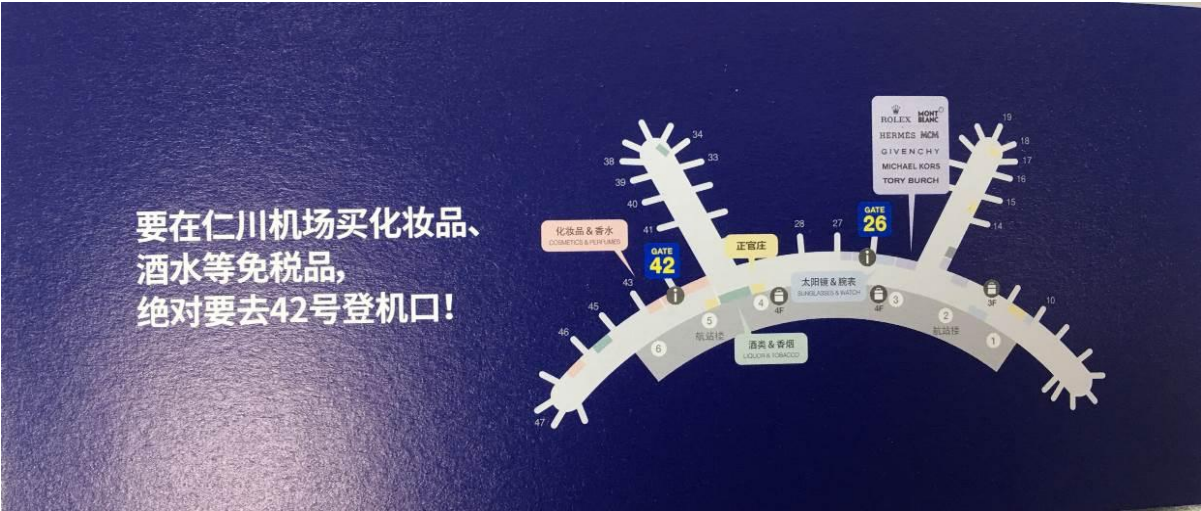 要在仁川机场买化妆品、
酒水等免税品,
绝对要去42号登机口!
ROLEX MONT BLANC
HERMES MCM
GIVENCHY
MICHAEL KORS
TORY BURCH
19
18
17
16
15
14
34
33
38
39
40
41
28
27
GATE
26
化妆品&香水
COSMETICS & PERFUMES
GATE
42
正官庄
太阳镜&腕表
SUNGLASSES & WATCH
43
45
46
47
4F
4F
3F
10
6
5
4
3
2
1
航站楼
航站楼
酒类&香烟
LIQUOR & TOBACCO